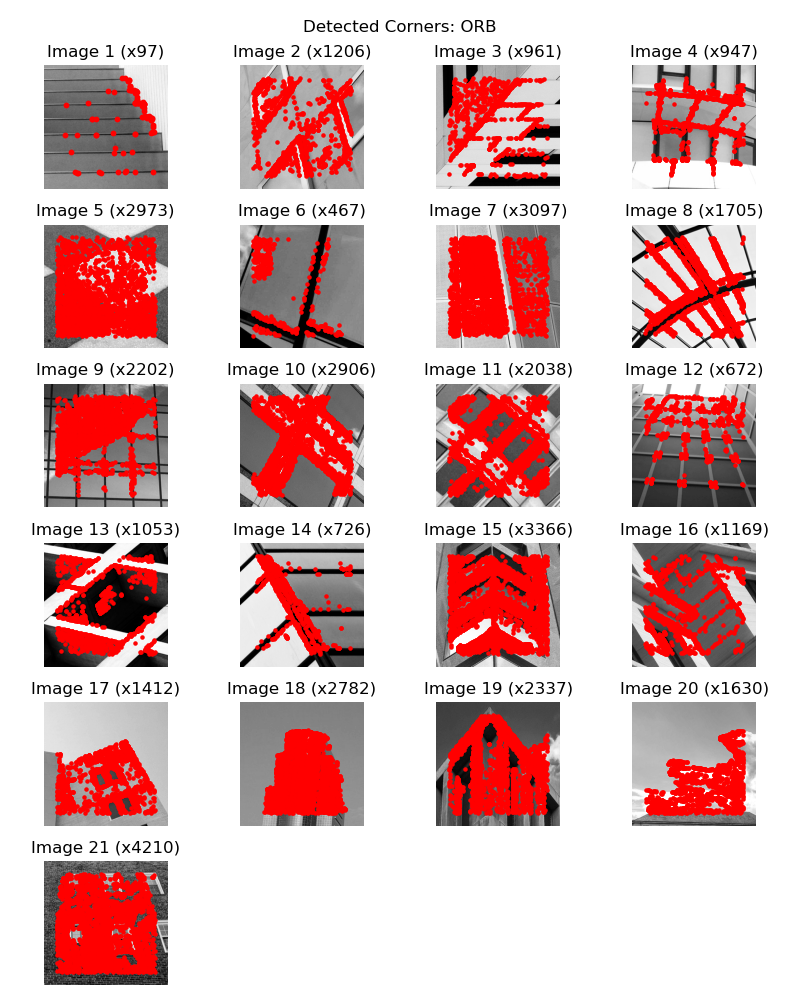 Detected Corners: ORB
Image 1 (x97)
Image 2 (x1206)
Image 3 (x961)
Image 4 (x947)
Image 5 (x2973)
Image 6 (x467)
Image 7 (x3097)
Image 8 (x1705)
Image 9 (x2202)
Image 10 (x2906)
Image 11 (x2038)
Image 12 (x672)
Image 13 (x1053)
Image 14 (x726)
Image 15 (x3366)
Image 16 (x1169)
Image 17 (x1412)
Image 18 (x2782)
Image 19 (x2337)
Image 20 (x1630)
Image 21 (x4210)